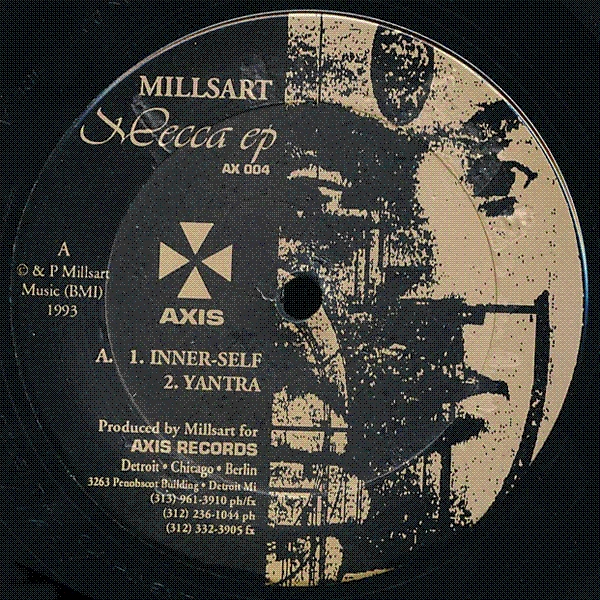 MILLSART
Mecca ep
AX 004
A
© & P Millsart
Music (BMI)
1993
AXIS
A. 1. INNER-SELF
2. YANTRA
Produced by Millsart for
AXIS RECORDS
Detroit • Chicago • Berlin
3263 Penobscot Building • Detroit Mi
(313) 961-3910 ph/fx
(312) 236-1044 ph
(312) 332-3905 fx